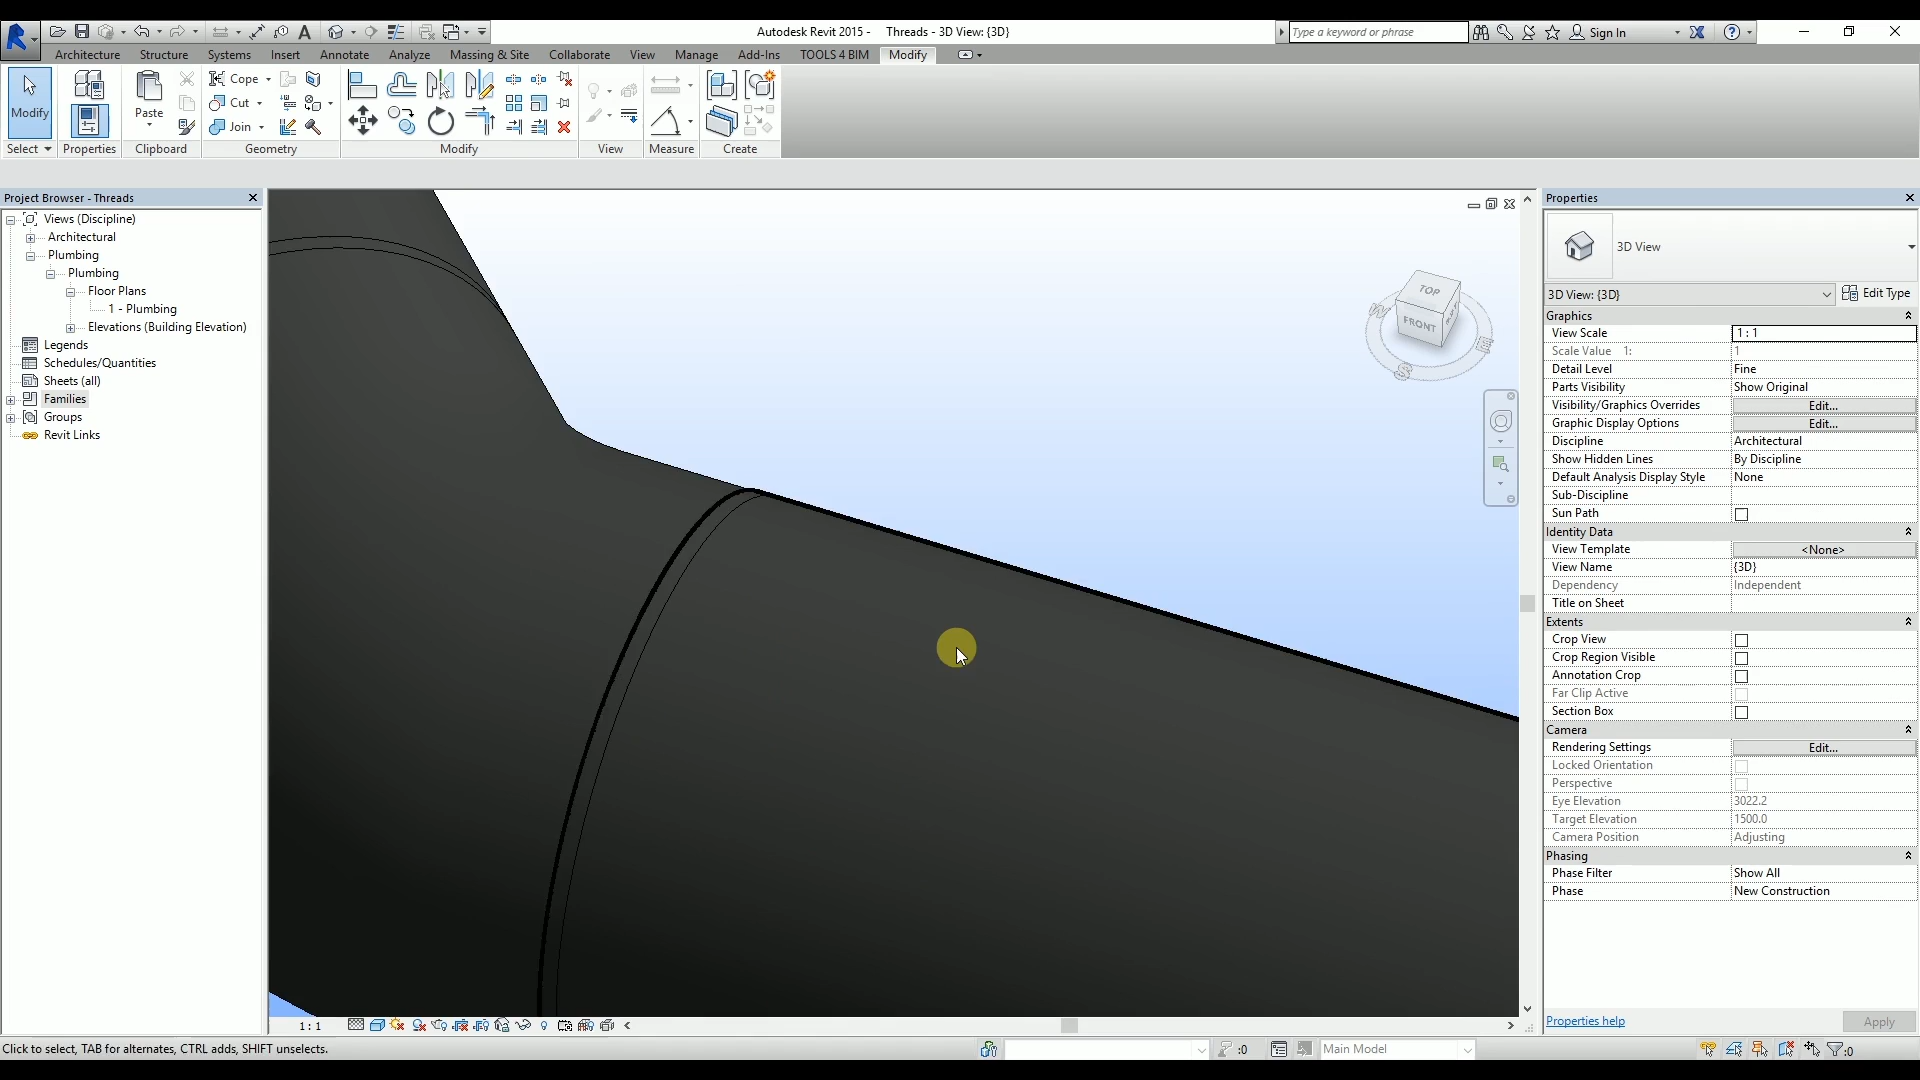 Autodesk Revit 2015 - Threads - 3D View: {3D}
Type a keyword or phrase
Sign In
Architecture Structure Systems Insert Annotate Analyze Massing & Site Collaborate View Manage Add-Ins TOOLS 4 BIM Modify
Modify
Paste
Cope
Cut
Join
Select Properties Clipboard Geometry Modify View Measure Create
Project Browser - Threads
Views (Discipline)
Architectural
Plumbing
Plumbing
Floor Plans
1 - Plumbing
Elevations (Building Elevation)
Legends
Schedules/Quantities
Sheets (all)
Families
Groups
Revit Links
TOP
FRONT
W
S
Properties
3D View
3D View: {3D} Edit Type
Graphics
View Scale 1 : 1
Scale Value 1: 1
Detail Level Fine
Parts Visibility Show Original
Visibility/Graphics Overrides Edit...
Graphic Display Options Edit...
Discipline Architectural
Show Hidden Lines By Discipline
Default Analysis Display Style None
Sub-Discipline
Sun Path
Identity Data
View Template <None>
View Name {3D}
Dependency Independent
Title on Sheet
Extents
Crop View
Crop Region Visible
Annotation Crop
Far Clip Active
Section Box
Camera
Rendering Settings Edit...
Locked Orientation
Perspective
Eye Elevation 3022.2
Target Elevation 1500.0
Camera Position Adjusting
Phasing
Phase Filter Show All
Phase New Construction
Properties help Apply
1 : 1
Click to select, TAB for alternates, CTRL adds, SHIFT unselects.
:0
Main Model
:0